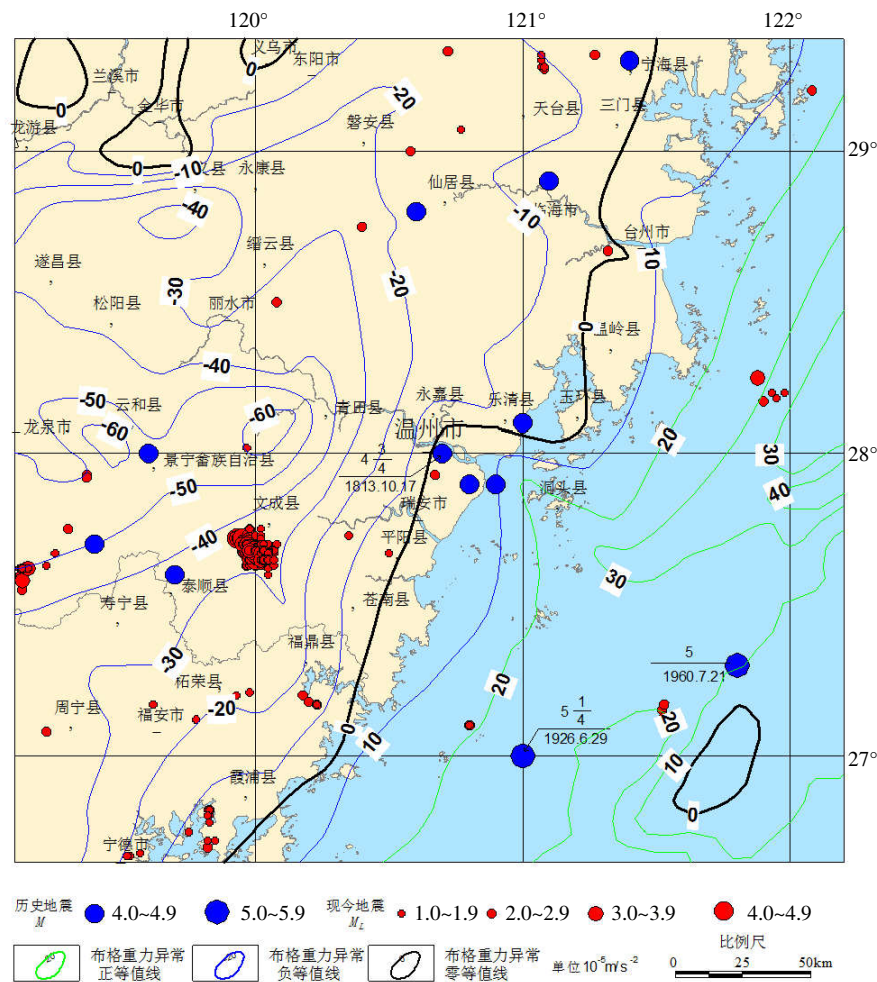 120° 121° 122°
义乌市
东阳市
兰溪市
0
宁海县
0
-20
金华市
天台县
三门县
龙游县
磐安县
29°
0
-10
义县
永康县
仙居县
-40
-10
临海市
台州市
缙云县
遂昌县
10
-20
-30
松阳县
丽水市
0
温岭县
-40
永嘉县
乐清县
玉环县
-50
云和县
-60
青田县
龙泉市
-60
温州市
20
30
28°
景宁畲族自治县
4 3/4
1813.10.17
-50
文成县
瑞安市
洞头县
40
-40
平阳县
30
泰顺县
寿宁县
苍南县
福鼎县
-30
5
1960.7.21
柘荣县
20
周宁县
福安市
-20
5 1/4
1926.6.29
20
0
10
27°
10
霞浦县
0
宁德市
历史地震
M
4.0~4.9
5.0~5.9
现今地震
M_L
1.0~1.9
2.0~2.9
3.0~3.9
4.0~4.9
布格重力异常
正等值线
布格重力异常
负等值线
布格重力异常
零等值线
单位10⁻⁵m/s⁻²
比例尺
0 25 50km